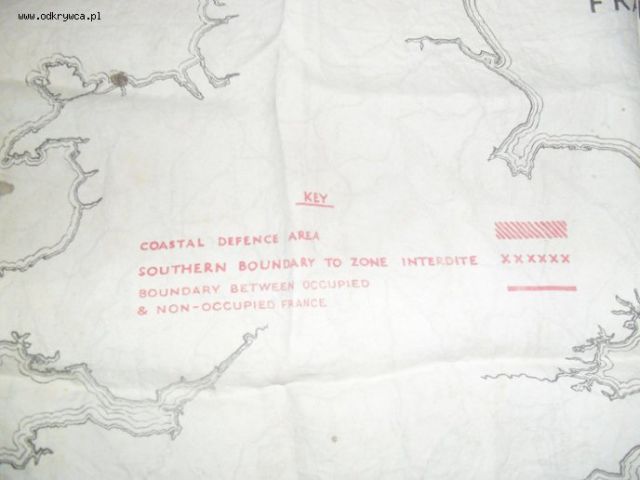 www.odkrywca.pl
FRA
KEY
COASTAL DEFENCE AREA
SOUTHERN BOUNDARY TO ZONE INTERDITE xxxxxx
BOUNDARY BETWEEN OCCUPIED
& NON-OCCUPIED FRANCE